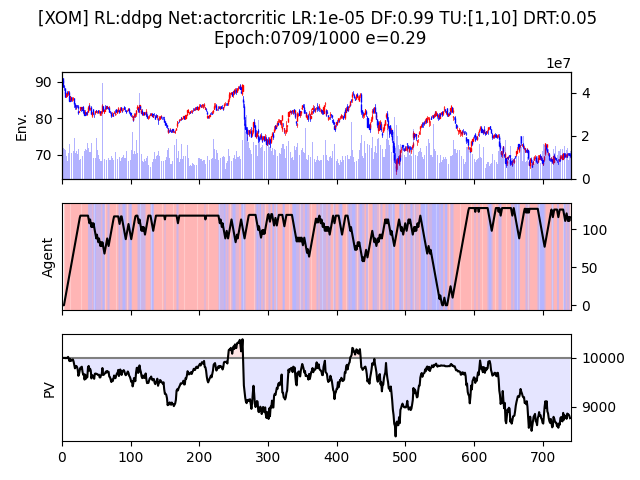 [XOM] RL:ddpg Net:actorcritic LR:1e-05 DF:0.99 TU:[1,10] DRT:0.05
Epoch:0709/1000 e=0.29
1e7
90
80
70
Env.
4
2
0
Agent
100
50
0
PV
10000
9000
0 100 200 300 400 500 600 700